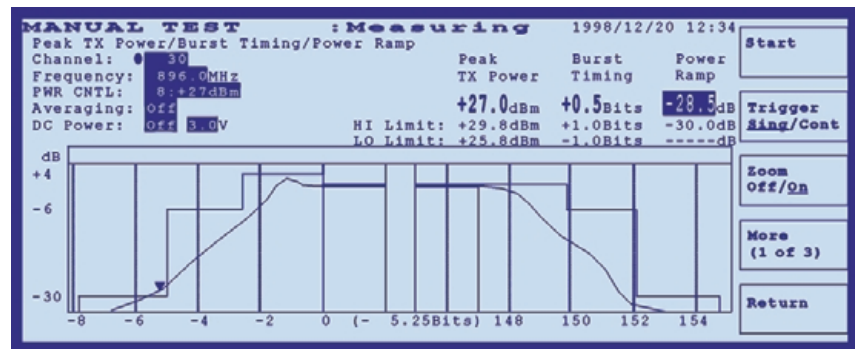 MANUAL TEST :Measuring 1998/12/20 12:34
Peak TX Power/Burst Timing/Power Ramp
Channel: 30
Frequency: 896.0MHz
PWR CNTL: 8:+27dBm
Averaging: Off
DC Power: Off 3.0V
Peak Burst Power
TX Power Timing Ramp
+27.0dBm +0.5Bits -28.5dB
HI Limit: +29.8dBm +1.0Bits -30.0dB
LO Limit: +25.8dBm -1.0Bits -----dB
dB
+4
-6
-30
-8 -6 -4 -2 0 (- 5.25Bits) 148 150 152 154
Start
Trigger
Sing/Cont
Zoom
Off/On
More
(1 of 3)
Return